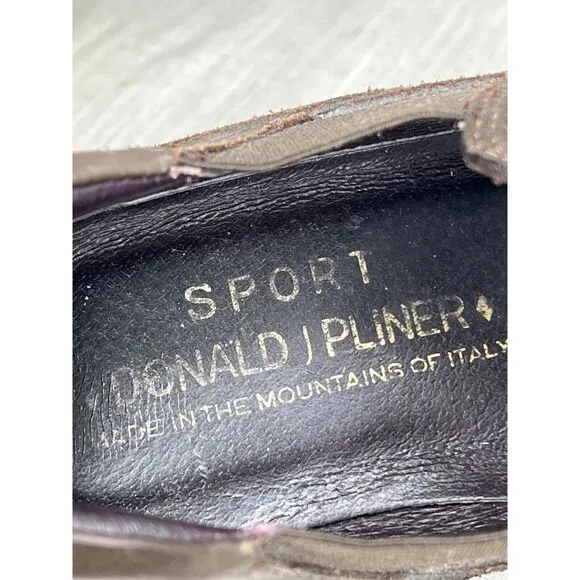 SPORT
DONALD J PLINER
MADE IN THE MOUNTAINS OF ITALY